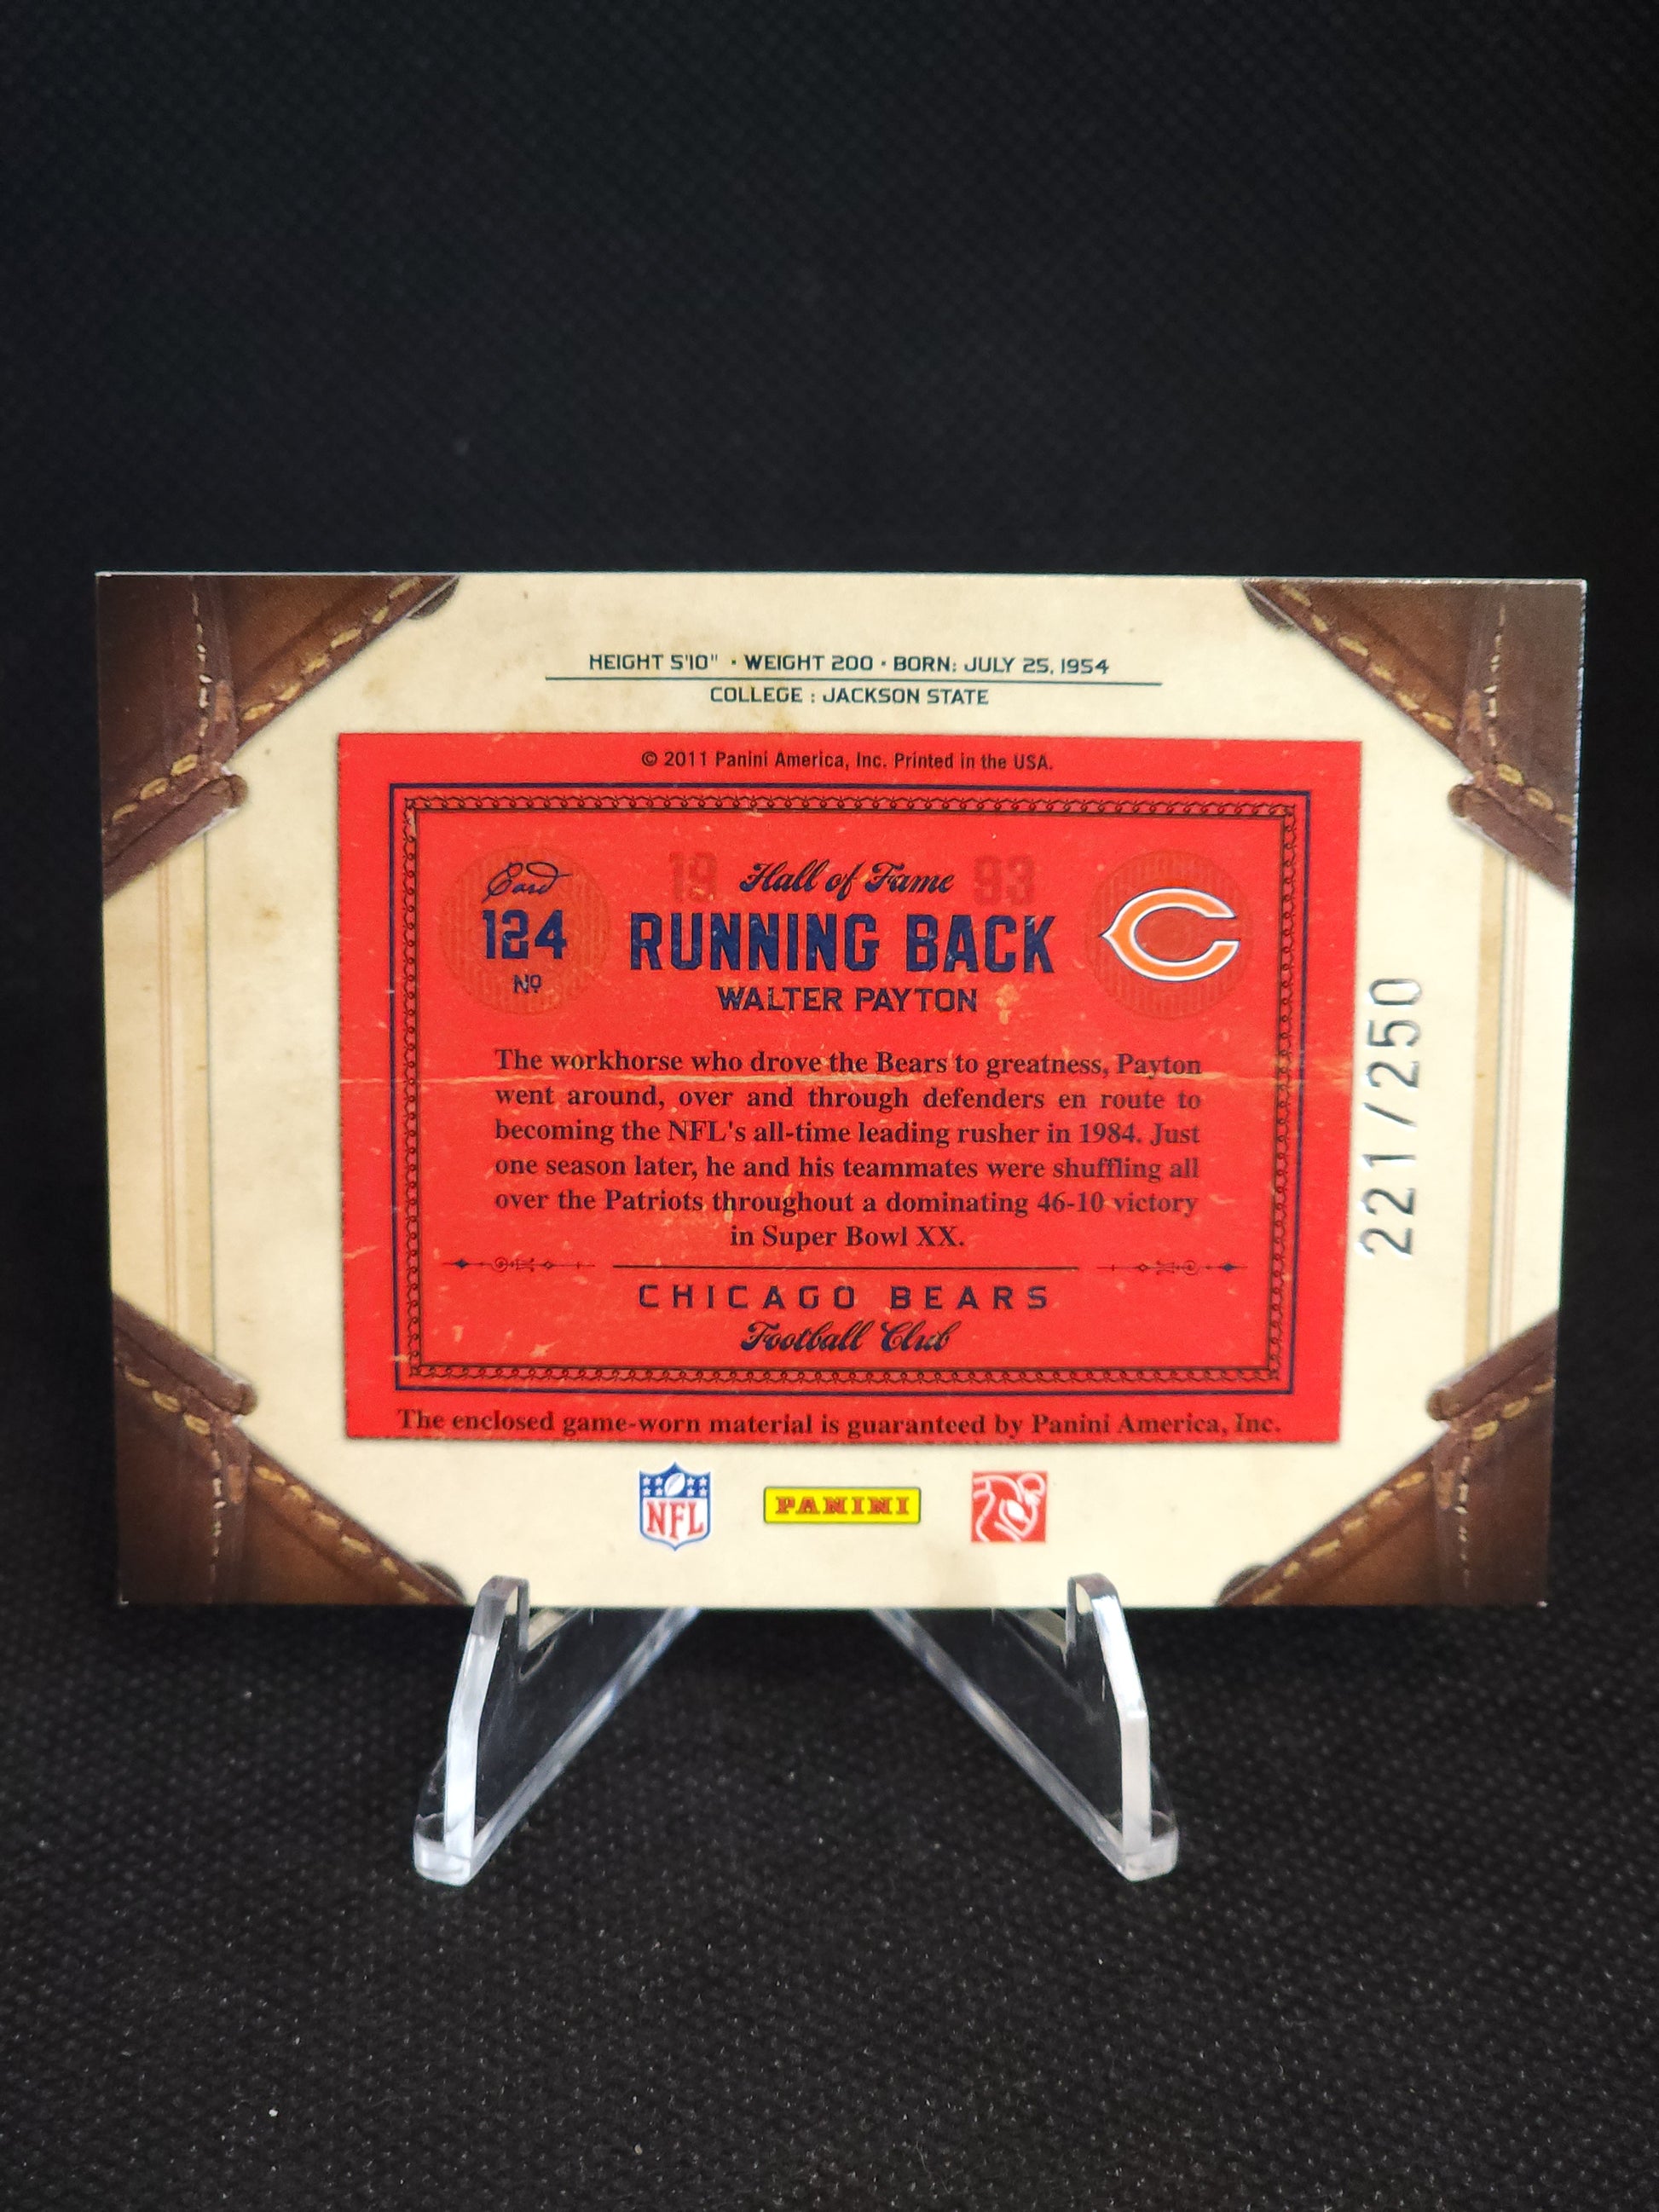 HEIGHT 5'10" · WEIGHT 200 · BORN: JULY 25, 1954
COLLEGE : JACKSON STATE
© 2011 Panini America, Inc. Printed in the USA.
Card
124
Nº
19 Hall of Fame 93
RUNNING BACK
WALTER PAYTON
The workhorse who drove the Bears to greatness, Payton
went around, over and through defenders en route to
becoming the NFL's all-time leading rusher in 1984. Just
one season later, he and his teammates were shuffling all
over the Patriots throughout a dominating 46-10 victory
in Super Bowl XX.
CHICAGO BEARS
Football Club
The enclosed game-worn material is guaranteed by Panini America, Inc.
221/250
NFL
PANINI